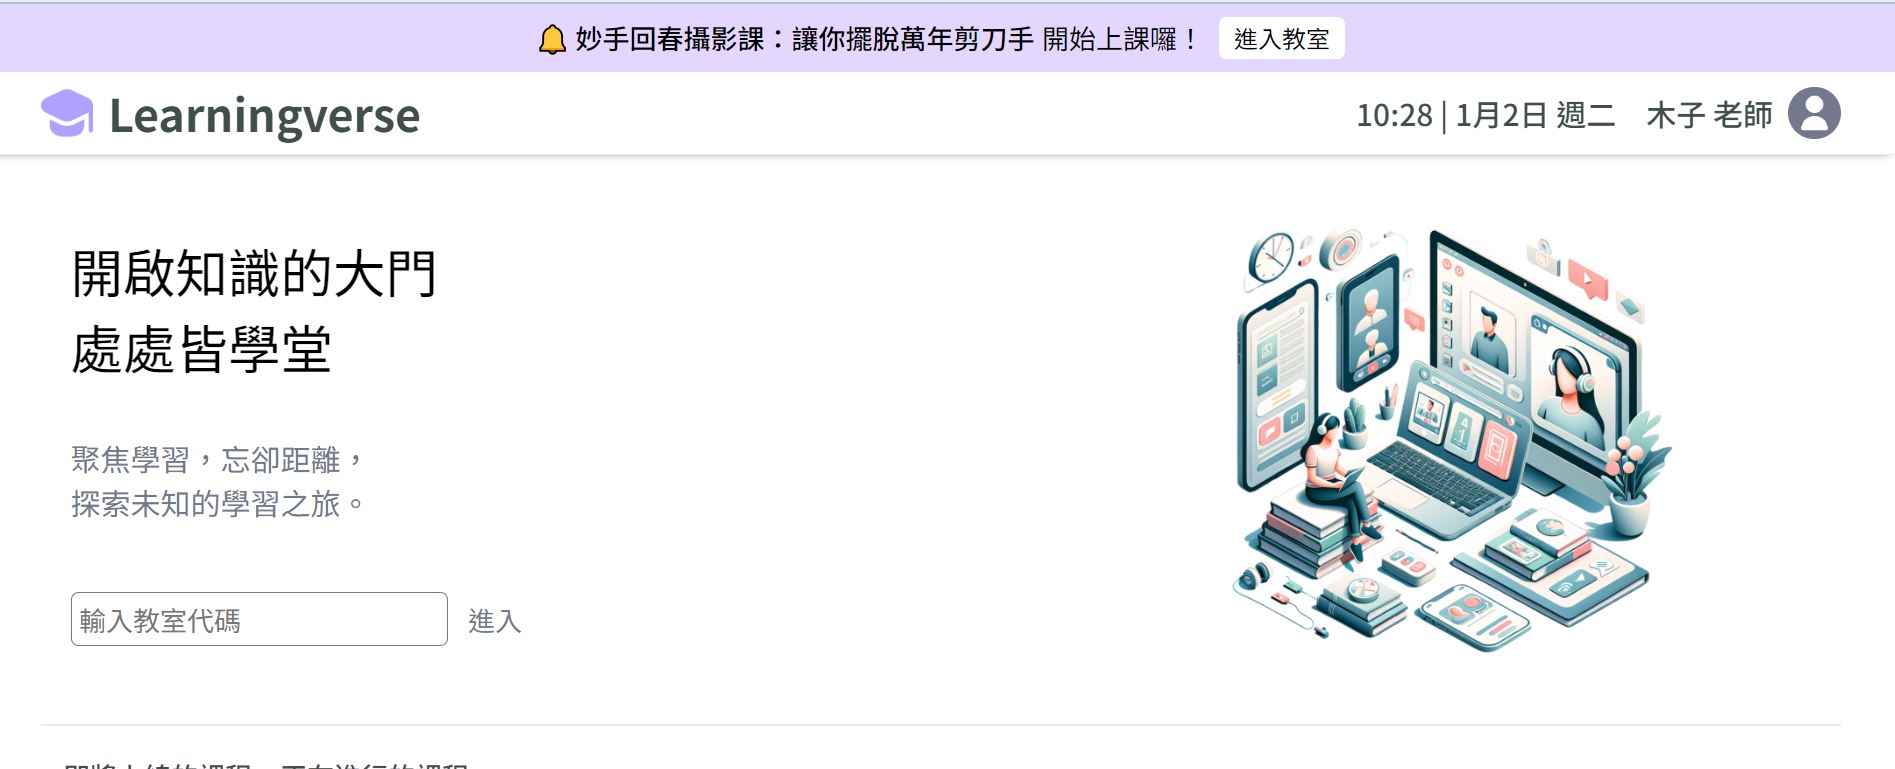 妙手回春攝影課：讓你擺脫萬年剪刀手 開始上課囉！ 進入教室
Learningverse
10:28 | 1月2日 週二 木子 老師
開啟知識的大門
處處皆學堂
聚焦學習，忘卻距離，
探索未知的學習之旅。
輸入教室代碼 進入